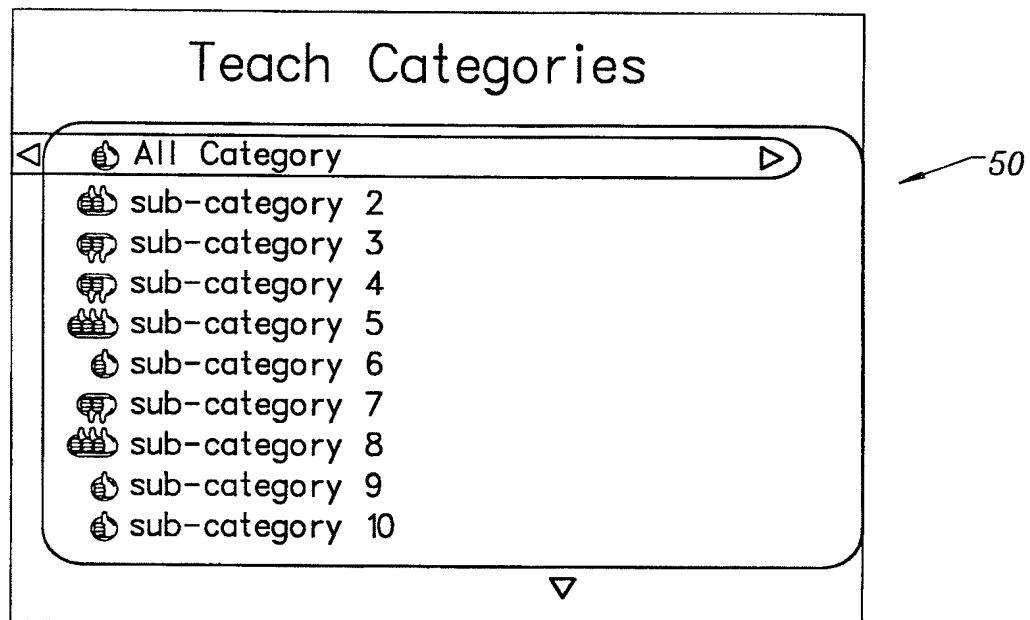 Teach Categories
All Category
50
sub-category 2
sub-category 3
sub-category 4
sub-category 5
sub-category 6
sub-category 7
sub-category 8
sub-category 9
sub-category 10